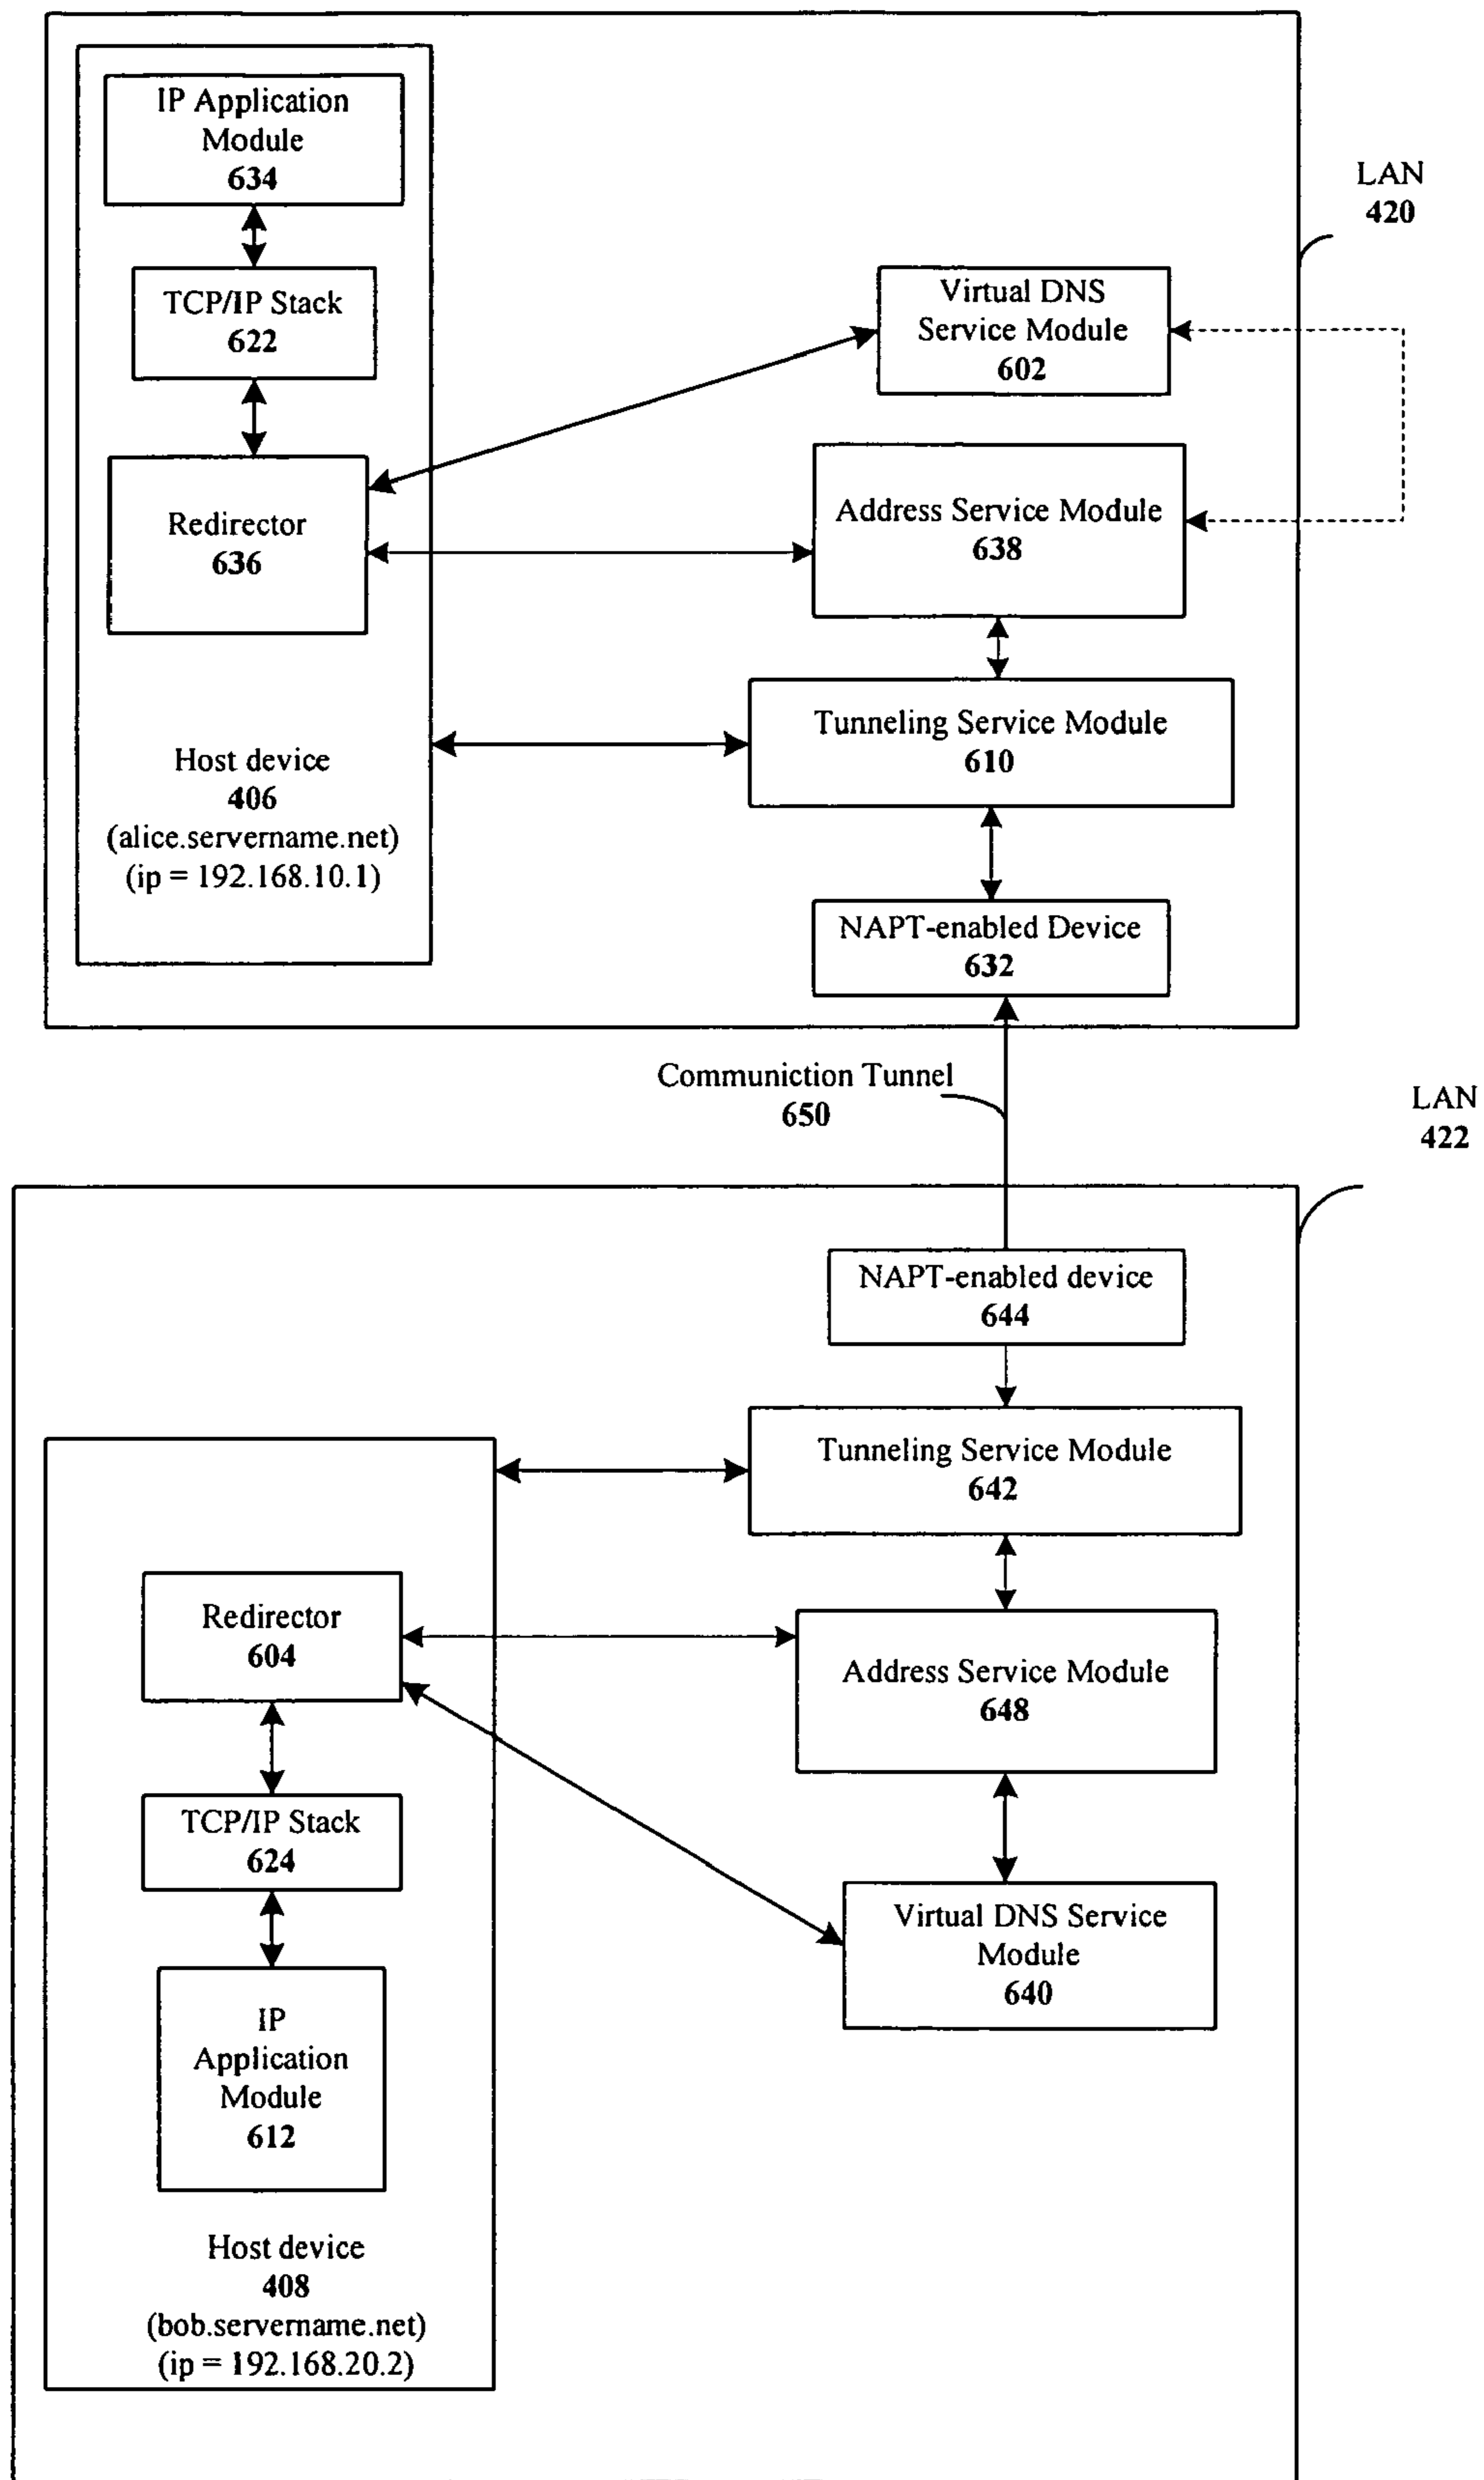 IP Application
Module
634
LAN
420
TCP/IP Stack
622
Virtual DNS
Service Module
602
Redirector
636
Address Service Module
638
Tunneling Service Module
610
Host device
406
(alice.servername.net)
(ip = 192.168.10.1)
NAPT-enabled Device
632
Communiction Tunnel
650
LAN
422
NAPT-enabled device
644
Tunneling Service Module
642
Redirector
604
Address Service Module
648
TCP/IP Stack
624
Virtual DNS Service
Module
640
IP
Application
Module
612
Host device
408
(bob.servername.net)
(ip = 192.168.20.2)